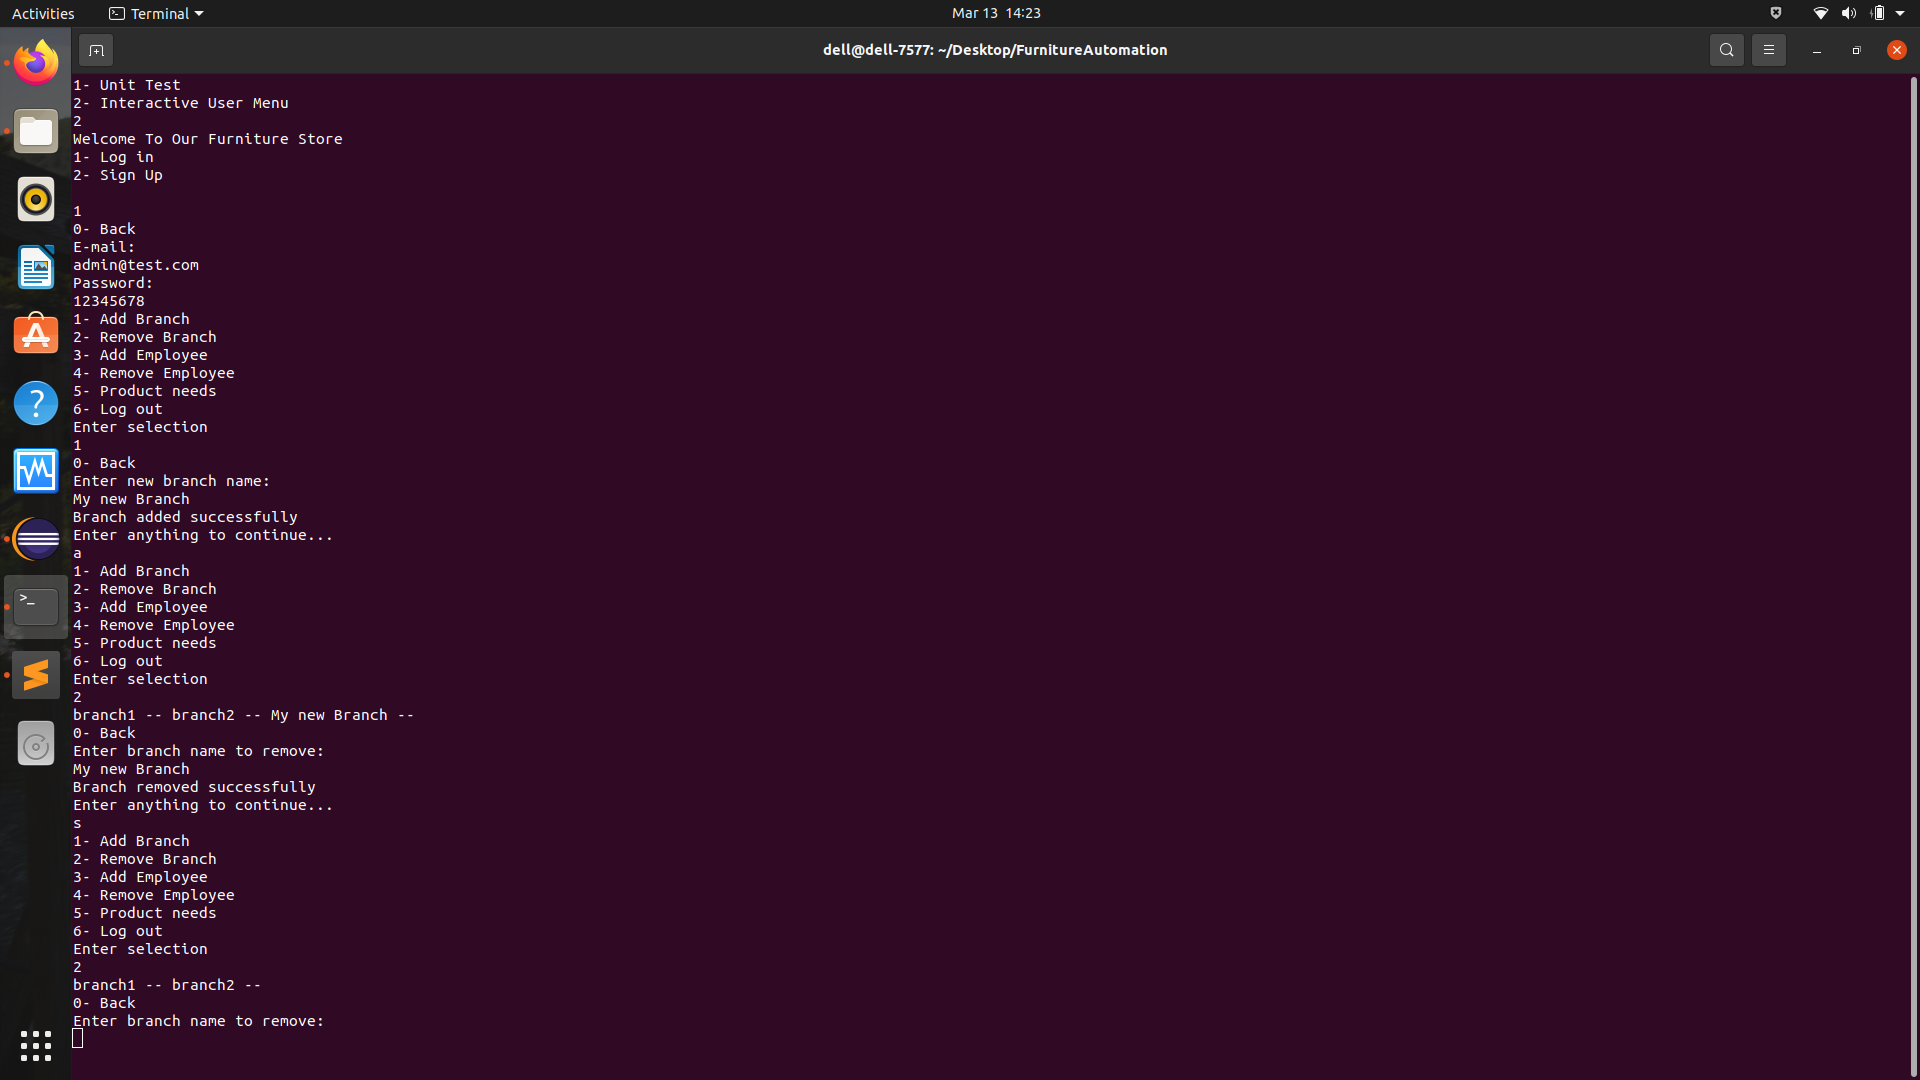 Activities
Terminal
Mar 13 14:23
dell@dell-7577: ~/Desktop/FurnitureAutomation
1- Unit Test
2- Interactive User Menu
2
Welcome To Our Furniture Store
1- Log in
2- Sign Up
1
0- Back
E-mail:
admin@test.com
Password:
12345678
1- Add Branch
2- Remove Branch
3- Add Employee
4- Remove Employee
5- Product needs
6- Log out
Enter selection
1
0- Back
Enter new branch name:
My new Branch
Branch added successfully
Enter anything to continue...
a
1- Add Branch
2- Remove Branch
3- Add Employee
4- Remove Employee
5- Product needs
6- Log out
Enter selection
2
branch1 -- branch2 -- My new Branch --
0- Back
Enter branch name to remove:
My new Branch
Branch removed successfully
Enter anything to continue...
s
1- Add Branch
2- Remove Branch
3- Add Employee
4- Remove Employee
5- Product needs
6- Log out
Enter selection
2
branch1 -- branch2 --
0- Back
Enter branch name to remove: